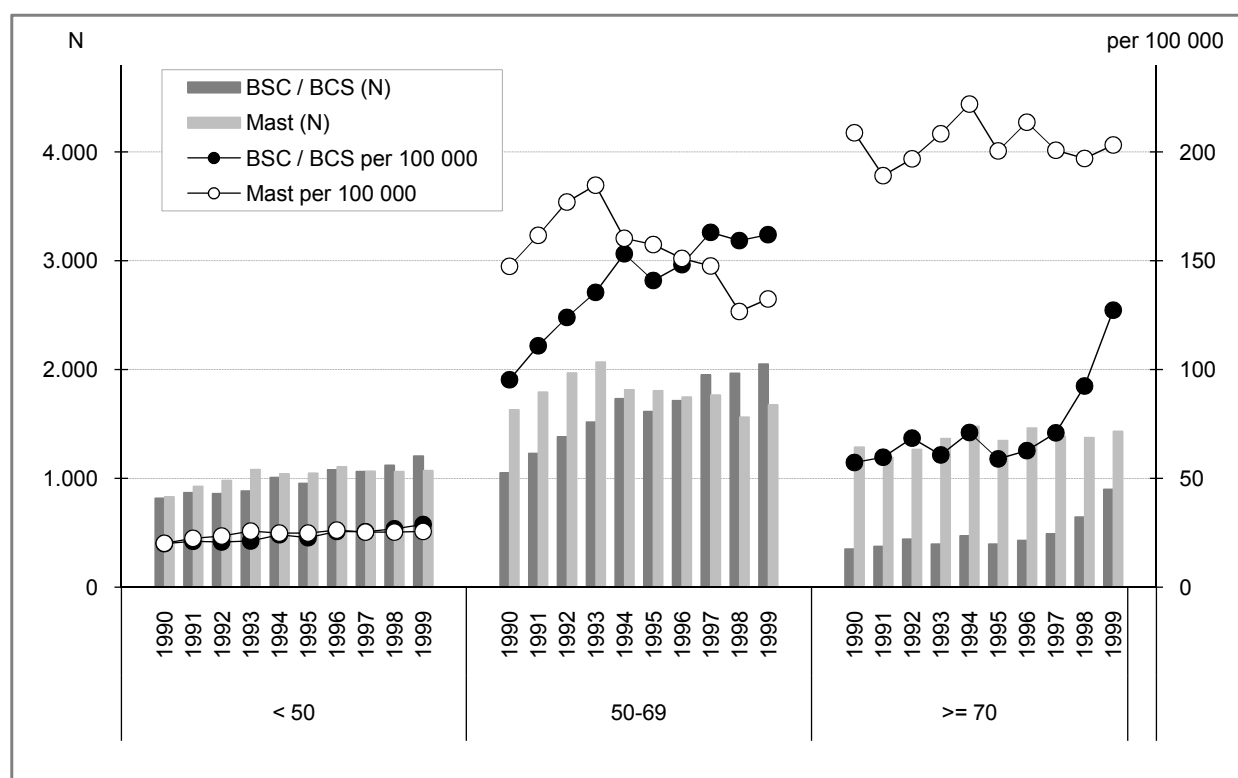 N per 100 000
BSC / BCS (N)
Mast (N)
BSC / BCS per 100 000
Mast per 100 000
4.000 200
3.000 150
2.000 100
1.000 50
0 0
1990 1991 1992 1993 1994 1995 1996 1997 1998 1999 1990 1991 1992 1993 1994 1995 1996 1997 1998 1999 1990 1991 1992 1993 1994 1995 1996 1997 1998 1999
< 50 50-69 >= 70